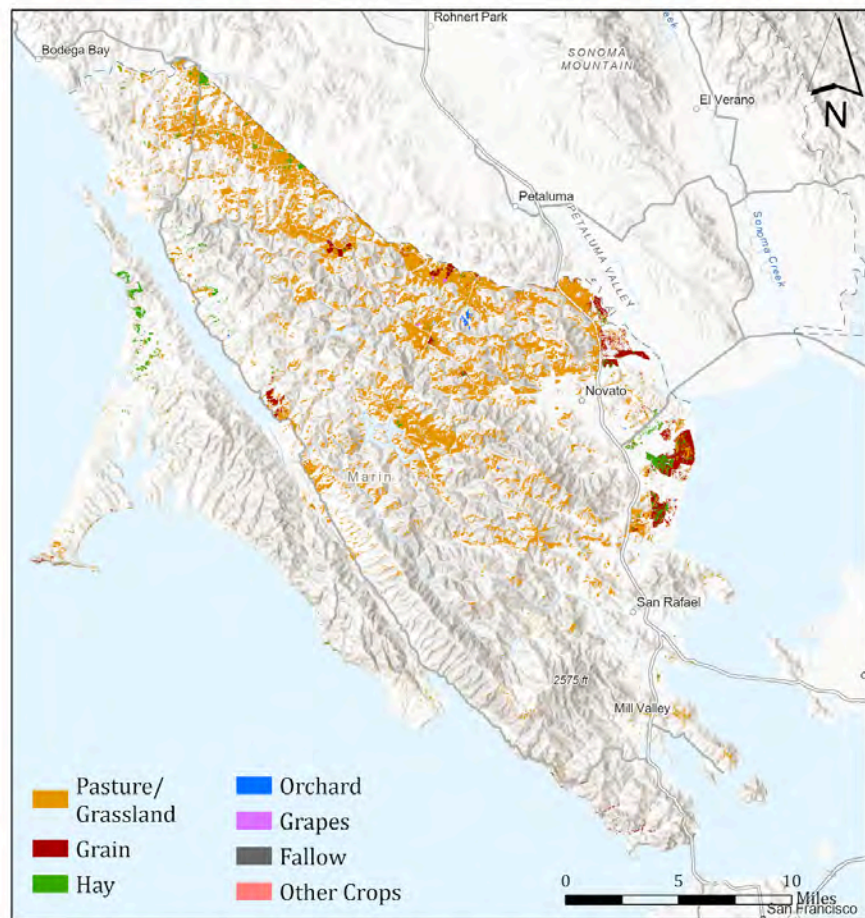 Rohnert Park
Bodega Bay
SONOMA
MOUNTAIN
Creek
El Verano
N
Petaluma
PETALUMA VALLEY
Sonoma Creek
Novato
Marin
San Rafael
2575 ft
Mill Valley
Pasture/
Grassland
Grain
Hay
Orchard
Grapes
Fallow
Other Crops
0 5 10
Miles
San Francisco